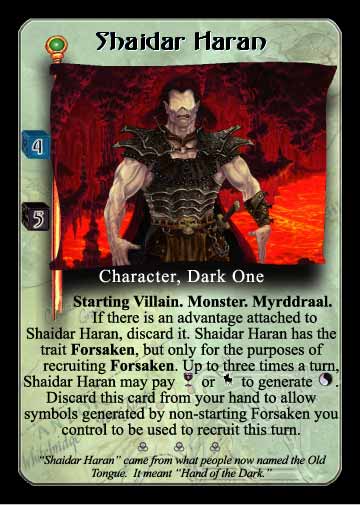 Shaidar Haran
4
5
Character, Dark One
Starting Villain. Monster. Myrddraal.
If there is an advantage attached to
Shaidar Haran, discard it. Shaidar Haran has the
trait Forsaken, but only for the purposes of
recruiting Forsaken. Up to three times a turn,
Shaidar Haran may pay or to generate .
Discard this card from your hand to allow
symbols generated by non-starting Forsaken you
control to be used to recruit this turn.
"Shaidar Haran" came from what people now named the Old
Tongue. It meant "Hand of the Dark."